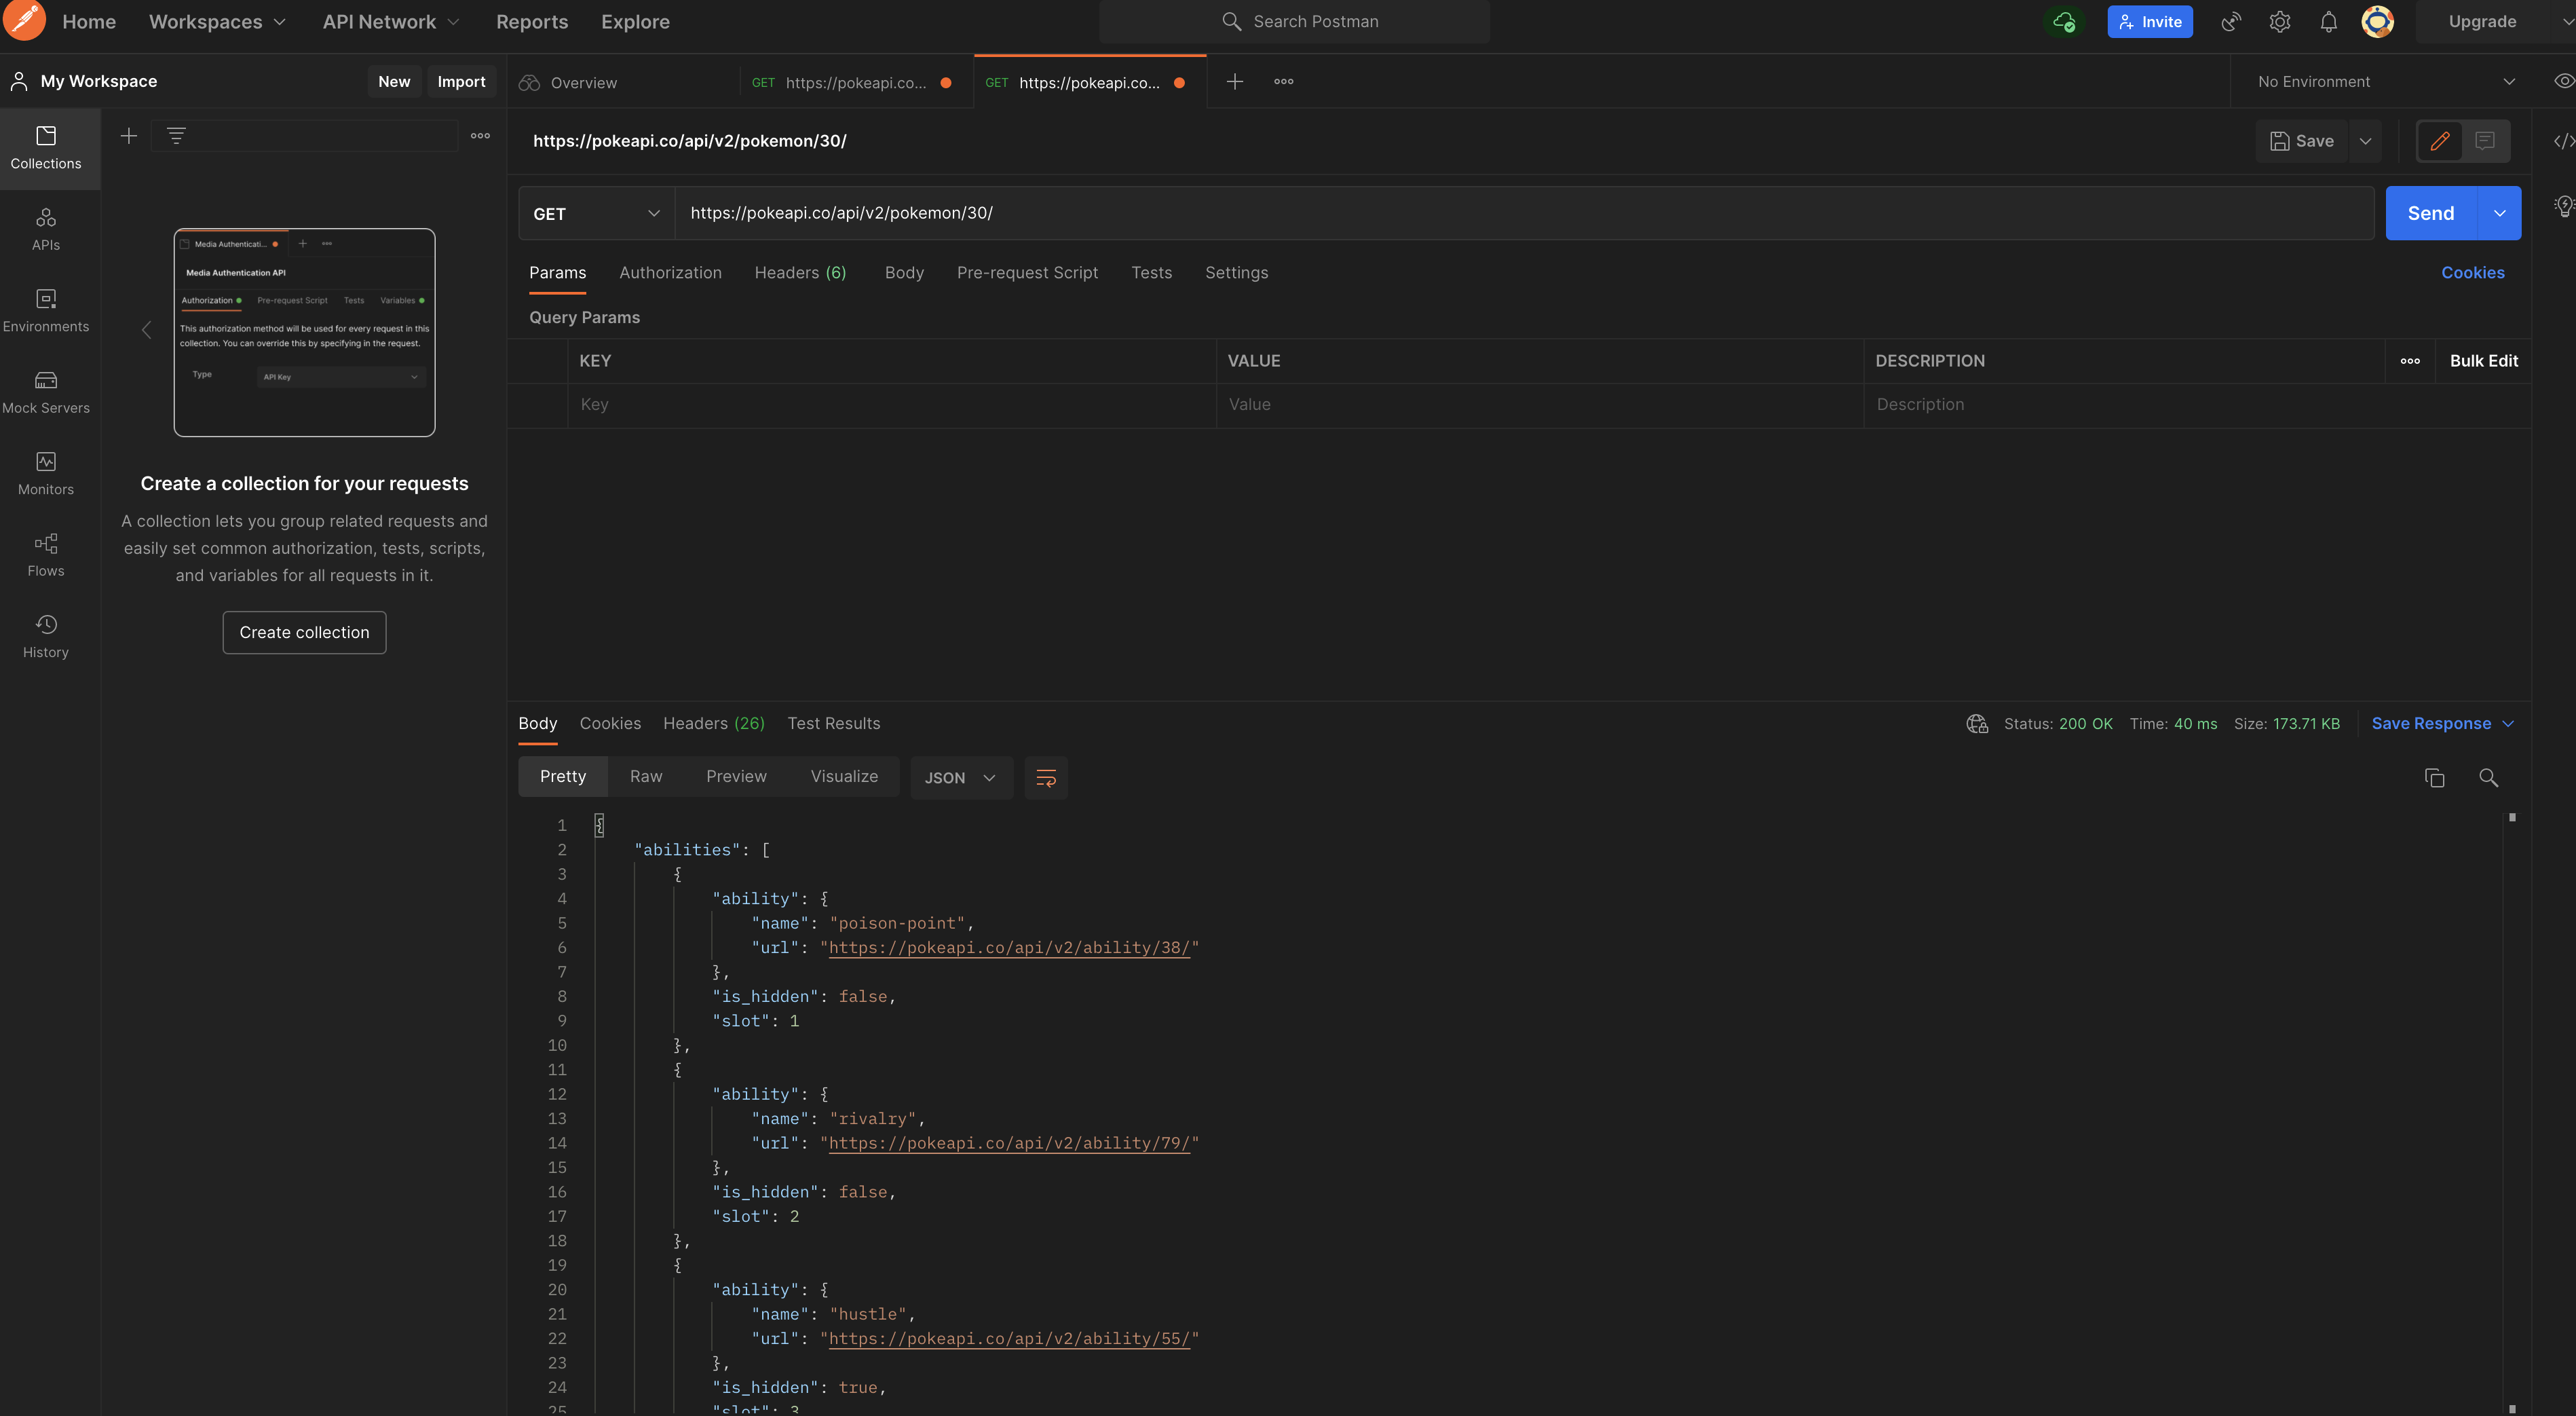 Home Workspaces API Network Reports Explore Search Postman Invite Upgrade
My Workspace New Import Overview GET https://pokeapi.co... GET https://pokeapi.co... No Environment
Collections
APIs
Environments
Mock Servers
Monitors
Flows
History
Media Authenticati...
Media Authentication API
Authorization Pre-request Script Tests Variables
This authorization method will be used for every request in this
collection. You can override this by specifying in the request.
Type API Key
Create a collection for your requests
A collection lets you group related requests and
easily set common authorization, tests, scripts,
and variables for all requests in it.
Create collection
https://pokeapi.co/api/v2/pokemon/30/ Save
GET https://pokeapi.co/api/v2/pokemon/30/ Send
Params Authorization Headers (6) Body Pre-request Script Tests Settings Cookies
Query Params
KEY VALUE DESCRIPTION Bulk Edit
Key Value Description
Body Cookies Headers (26) Test Results Status: 200 OK Time: 40 ms Size: 173.71 KB Save Response
Pretty Raw Preview Visualize JSON
1 {
2 "abilities": [
3 {
4 "ability": {
5 "name": "poison-point",
6 "url": "https://pokeapi.co/api/v2/ability/38/"
7 },
8 "is_hidden": false,
9 "slot": 1
10 },
11 {
12 "ability": {
13 "name": "rivalry",
14 "url": "https://pokeapi.co/api/v2/ability/79/"
15 },
16 "is_hidden": false,
17 "slot": 2
18 },
19 {
20 "ability": {
21 "name": "hustle",
22 "url": "https://pokeapi.co/api/v2/ability/55/"
23 },
24 "is_hidden": true,
25 "slot": 3